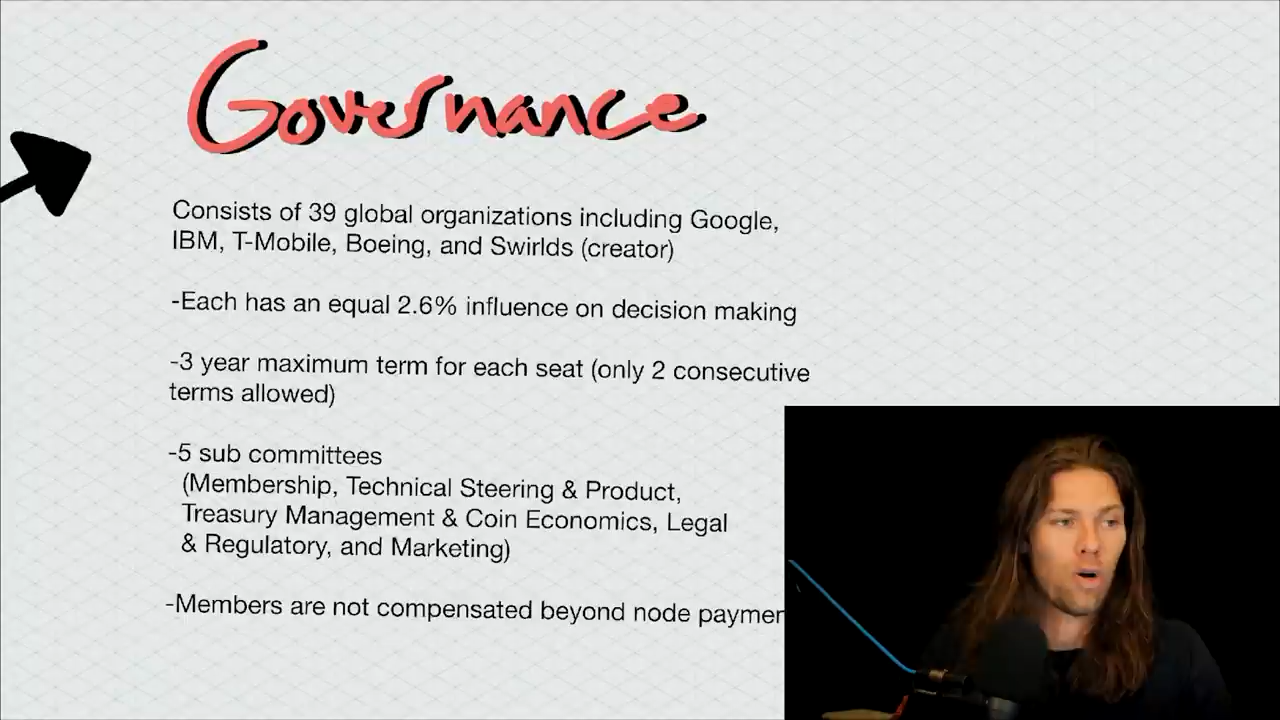 Governance
Consists of 39 global organizations including Google,
IBM, T-Mobile, Boeing, and Swirlds (creator)
-Each has an equal 2.6% influence on decision making
-3 year maximum term for each seat (only 2 consecutive
terms allowed)
-5 sub committees
(Membership, Technical Steering & Product,
Treasury Management & Coin Economics, Legal
& Regulatory, and Marketing)
-Members are not compensated beyond node